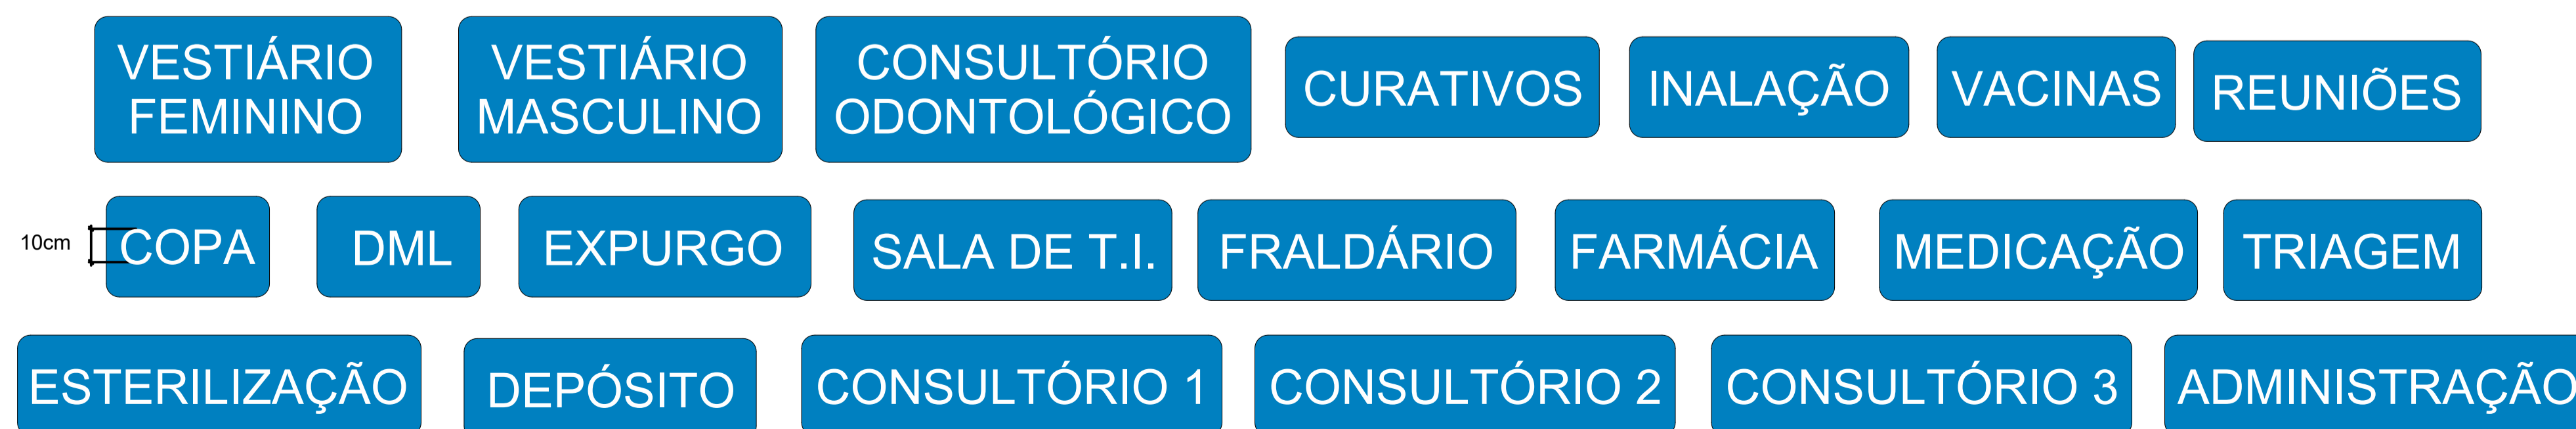 VESTIÁRIO
FEMININO
VESTIÁRIO
MASCULINO
CONSULTÓRIO
ODONTOLÓGICO
CURATIVOS
INALAÇÃO
VACINAS
REUNIÕES
10cm
COPA
DML
EXPURGO
SALA DE T.I.
FRALDÁRIO
FARMÁCIA
MEDICAÇÃO
TRIAGEM
ESTERILIZAÇÃO
DEPÓSITO
CONSULTÓRIO 1
CONSULTÓRIO 2
CONSULTÓRIO 3
ADMINISTRAÇÃO